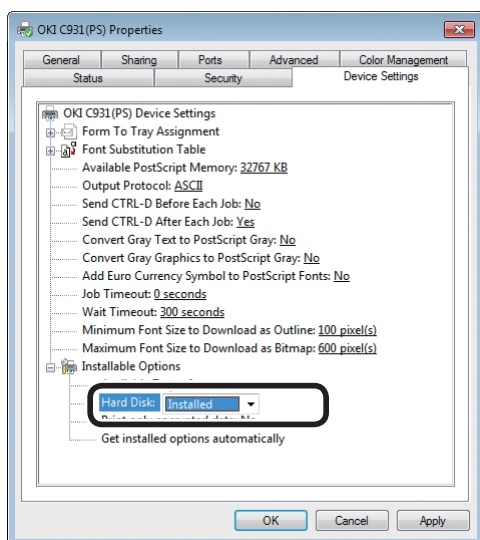 OKI C931(PS) Properties
General Sharing Ports Advanced Color Management
Status Security Device Settings
OKI C931(PS) Device Settings
Form To Tray Assignment
Font Substitution Table
Available PostScript Memory: 32767 KB
Output Protocol: ASCII
Send CTRL-D Before Each Job: No
Send CTRL-D After Each Job: Yes
Convert Gray Text to PostScript Gray: No
Convert Gray Graphics to PostScript Gray: No
Add Euro Currency Symbol to PostScript Fonts: No
Job Timeout: 0 seconds
Wait Timeout: 300 seconds
Minimum Font Size to Download as Outline: 100 pixel(s)
Maximum Font Size to Download as Bitmap: 600 pixel(s)
Installable Options
Hard Disk: Installed
Print only encrypted data: No
Get installed options automatically
OK Cancel Apply